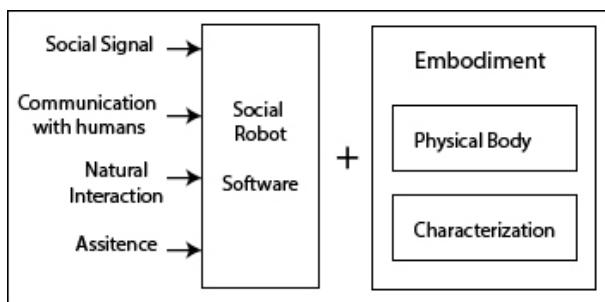 Social Signal
Communication
with humans
Natural
Interaction
Assitence
Social
Robot
Software
+
Embodiment
Physical Body
Characterization